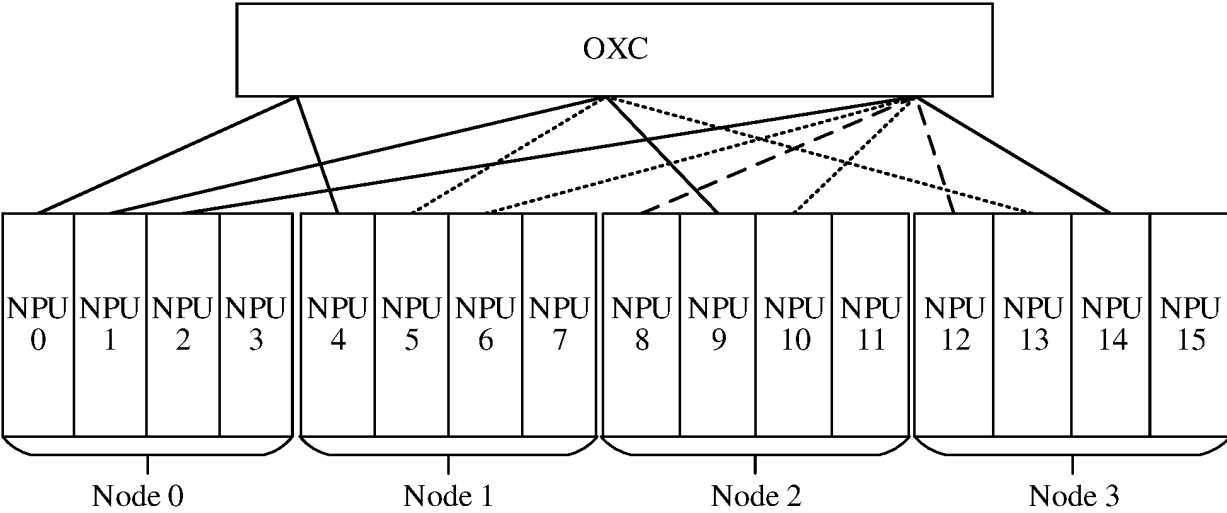 OXC
NPU NPU NPU NPU NPU NPU NPU NPU NPU NPU NPU NPU NPU NPU NPU NPU
0 1 2 3 4 5 6 7 8 9 10 11 12 13 14 15
Node 0 Node 1 Node 2 Node 3